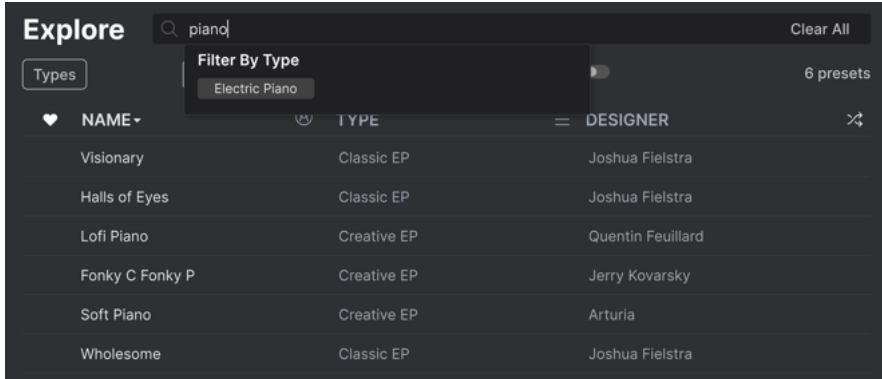 Explore piano Clear All
Filter By Type
Types 6 presets
Electric Piano
NAME TYPE DESIGNER
Visionary Classic EP Joshua Fielstra
Halls of Eyes Classic EP Joshua Fielstra
Lofi Piano Creative EP Quentin Feuillard
Fonky C Fonky P Creative EP Jerry Kovarsky
Soft Piano Creative EP Arturia
Wholesome Classic EP Joshua Fielstra